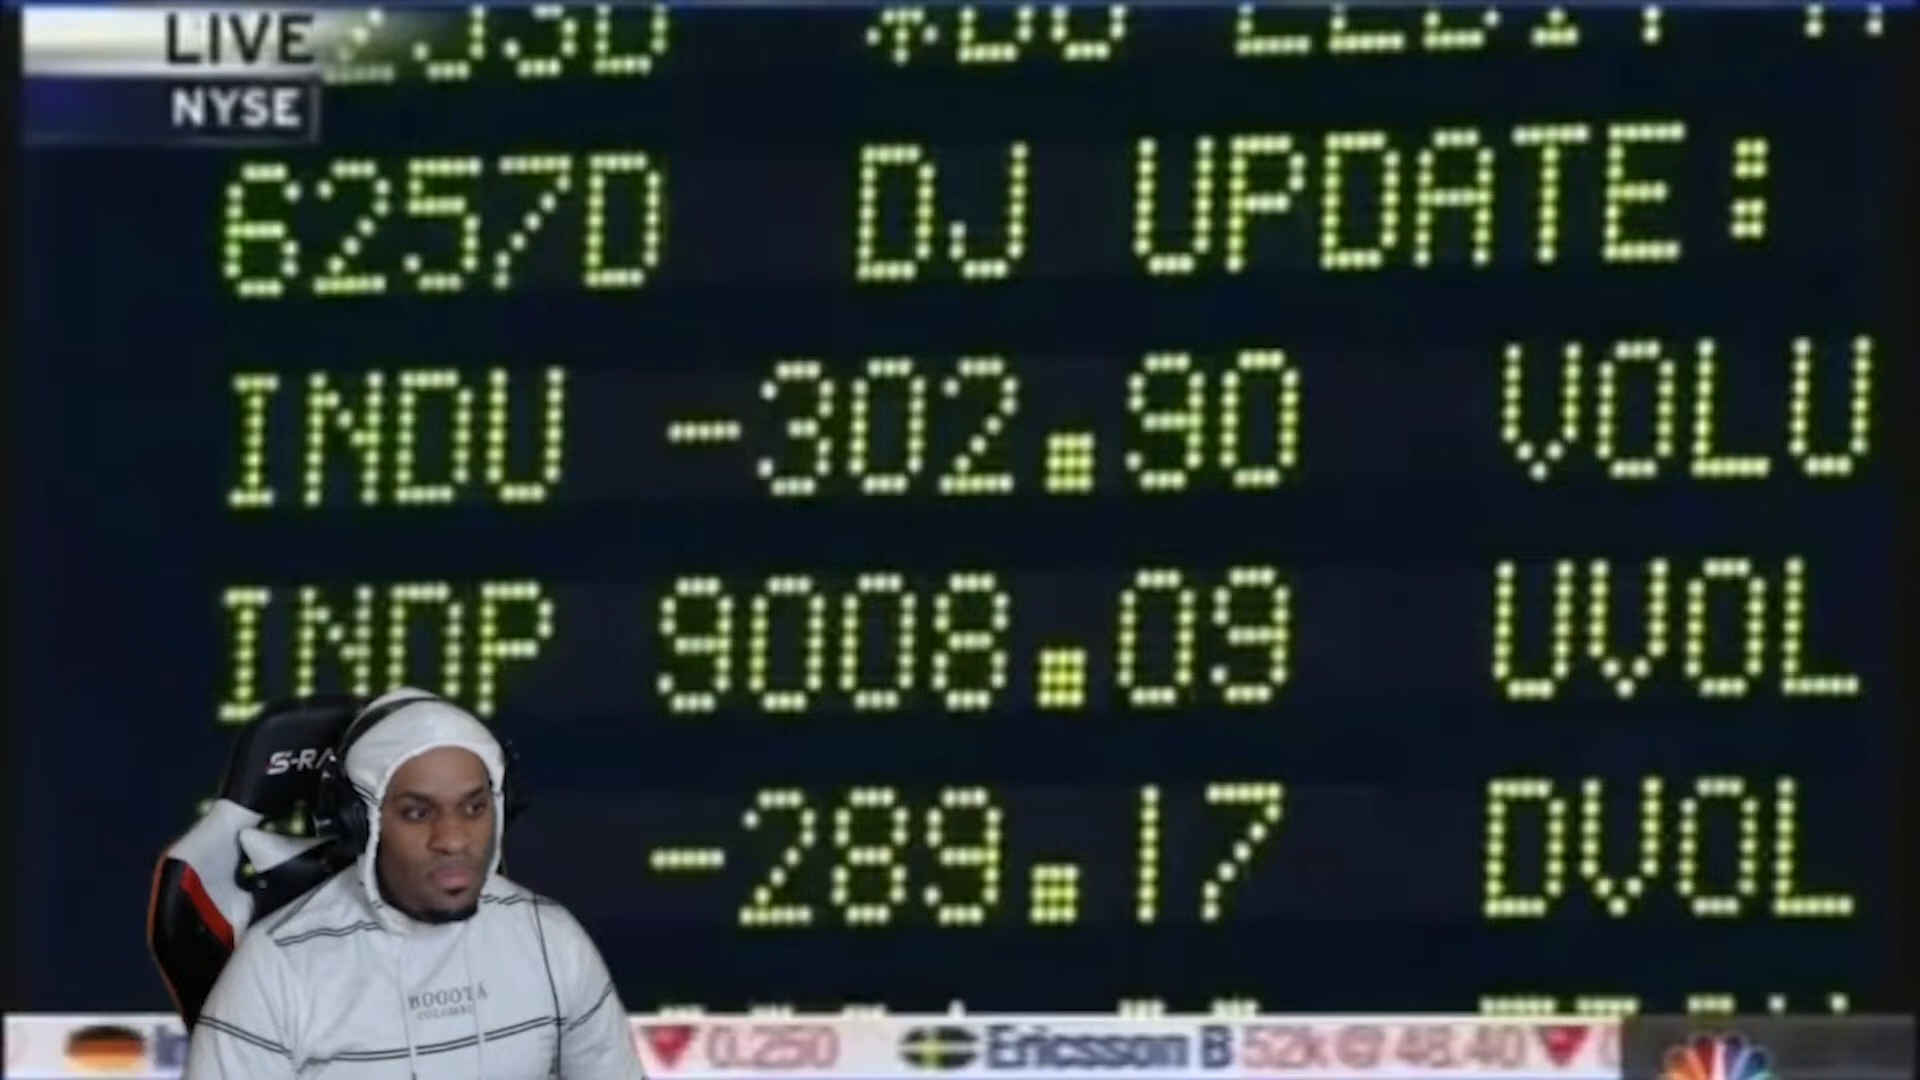 LIVE
NYSE
6257D DJ UPDATE:
INDU -302.90 VOLU
INDP 9008.09 UVOL
-289.17 DVOL
S-RA
BOGOTÁ
COLOMBIA
0.250 Ericsson B 52k @ 48.40